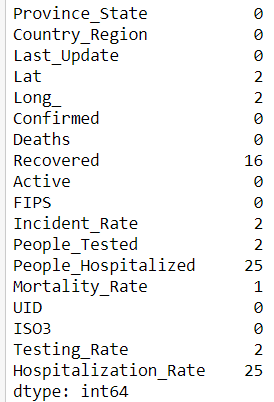 Province_State 0
Country_Region 0
Last_Update 0
Lat 2
Long_ 2
Confirmed 0
Deaths 0
Recovered 16
Active 0
FIPS 0
Incident_Rate 2
People_Tested 2
People_Hospitalized 25
Mortality_Rate 1
UID 0
ISO3 0
Testing_Rate 2
Hospitalization_Rate 25
dtype: int64